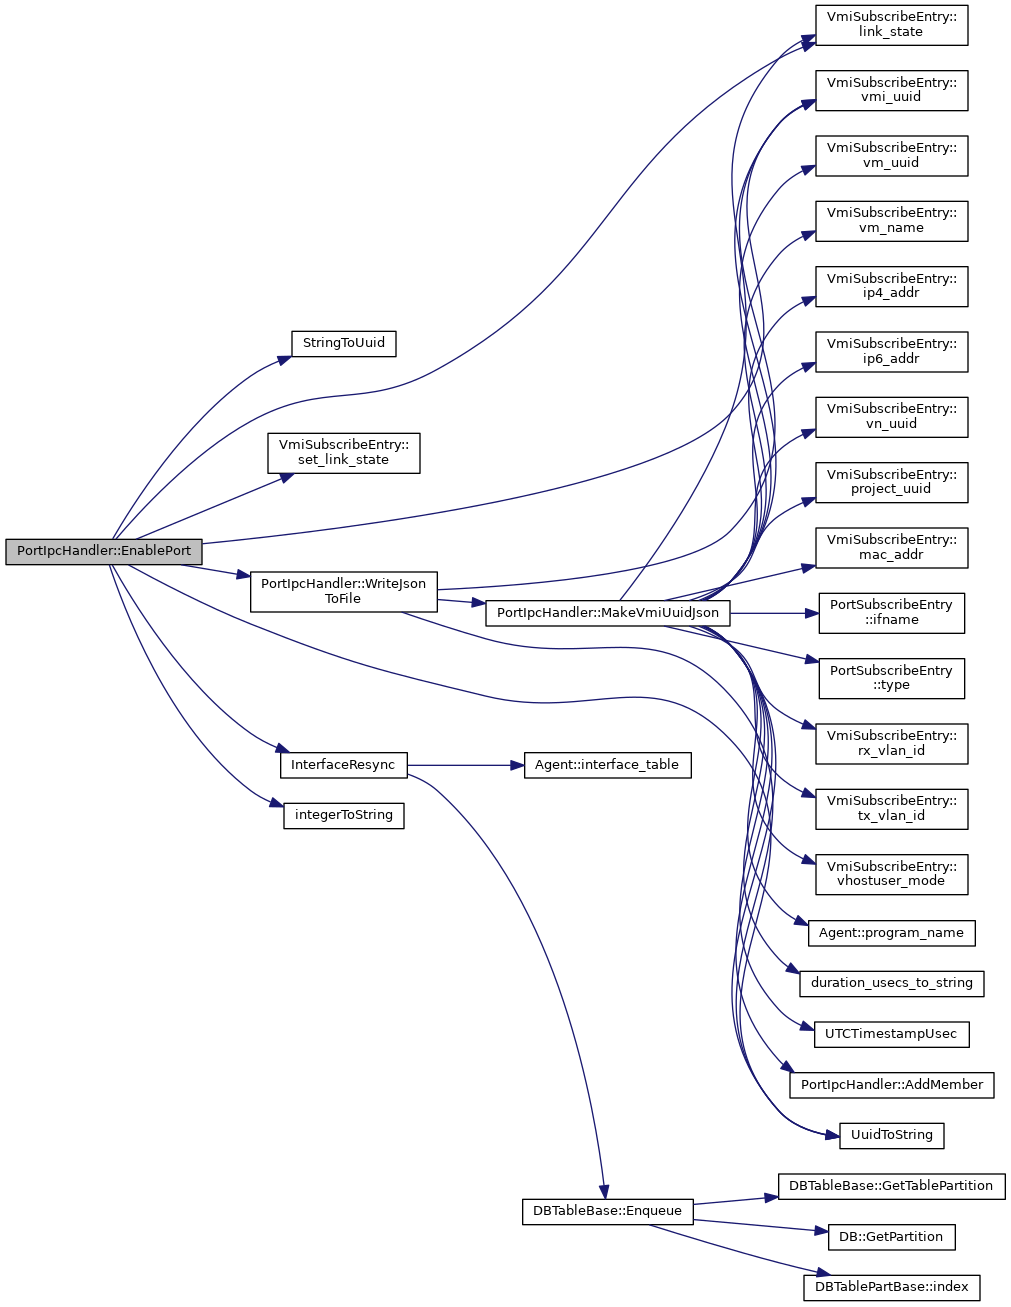 VmiSubscribeEntry::
link_state
VmiSubscribeEntry::
vmi_uuid
VmiSubscribeEntry::
vm_uuid
VmiSubscribeEntry::
vm_name
VmiSubscribeEntry::
ip4_addr
StringToUuid
VmiSubscribeEntry::
ip6_addr
VmiSubscribeEntry::
vn_uuid
VmiSubscribeEntry::
set_link_state
VmiSubscribeEntry::
project_uuid
PortIpcHandler::EnablePort
VmiSubscribeEntry::
mac_addr
PortIpcHandler::WriteJson
ToFile
PortIpcHandler::MakeVmiUuidJson
PortSubscribeEntry
::ifname
PortSubscribeEntry
::type
VmiSubscribeEntry::
rx_vlan_id
InterfaceResync
Agent::interface_table
integerToString
VmiSubscribeEntry::
tx_vlan_id
VmiSubscribeEntry::
vhostuser_mode
Agent::program_name
duration_usecs_to_string
UTCTimestampUsec
PortIpcHandler::AddMember
UuidToString
DBTableBase::Enqueue
DBTableBase::GetTablePartition
DB::GetPartition
DBTablePartBase::index